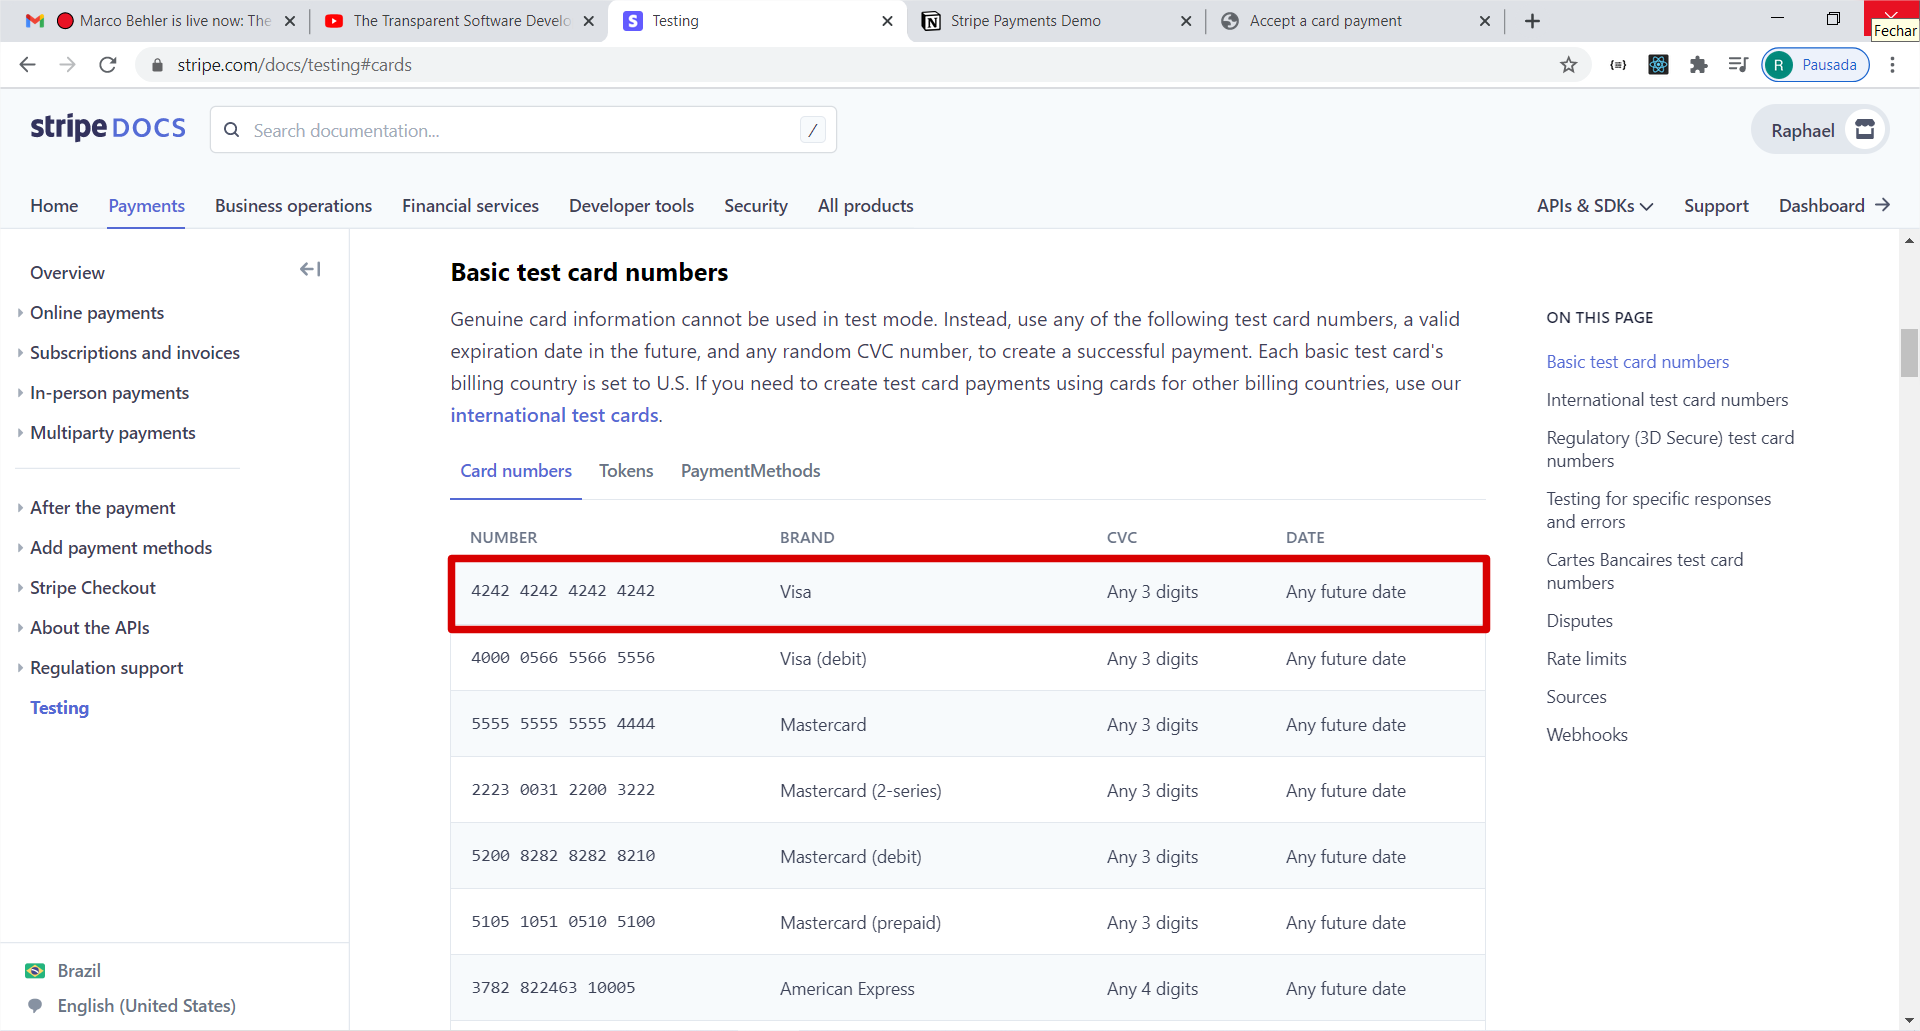 Marco Behler is live now: The
The Transparent Software Develo
Testing
Stripe Payments Demo
Accept a card payment
Fechar
stripe.com/docs/testing#cards
R Pausada
stripe DOCS
Search documentation...
/
Raphael
Home
Payments
Business operations
Financial services
Developer tools
Security
All products
APIs & SDKs
Support
Dashboard
Overview
Online payments
Subscriptions and invoices
In-person payments
Multiparty payments
After the payment
Add payment methods
Stripe Checkout
About the APIs
Regulation support
Testing
Brazil
English (United States)
Basic test card numbers
Genuine card information cannot be used in test mode. Instead, use any of the following test card numbers, a valid
expiration date in the future, and any random CVC number, to create a successful payment. Each basic test card's
billing country is set to U.S. If you need to create test card payments using cards for other billing countries, use our
international test cards.
Card numbers Tokens PaymentMethods
NUMBER BRAND CVC DATE
4242 4242 4242 4242 Visa Any 3 digits Any future date
4000 0566 5566 5556 Visa (debit) Any 3 digits Any future date
5555 5555 5555 4444 Mastercard Any 3 digits Any future date
2223 0031 2200 3222 Mastercard (2-series) Any 3 digits Any future date
5200 8282 8282 8210 Mastercard (debit) Any 3 digits Any future date
5105 1051 0510 5100 Mastercard (prepaid) Any 3 digits Any future date
3782 822463 10005 American Express Any 4 digits Any future date
ON THIS PAGE
Basic test card numbers
International test card numbers
Regulatory (3D Secure) test card
numbers
Testing for specific responses
and errors
Cartes Bancaires test card
numbers
Disputes
Rate limits
Sources
Webhooks